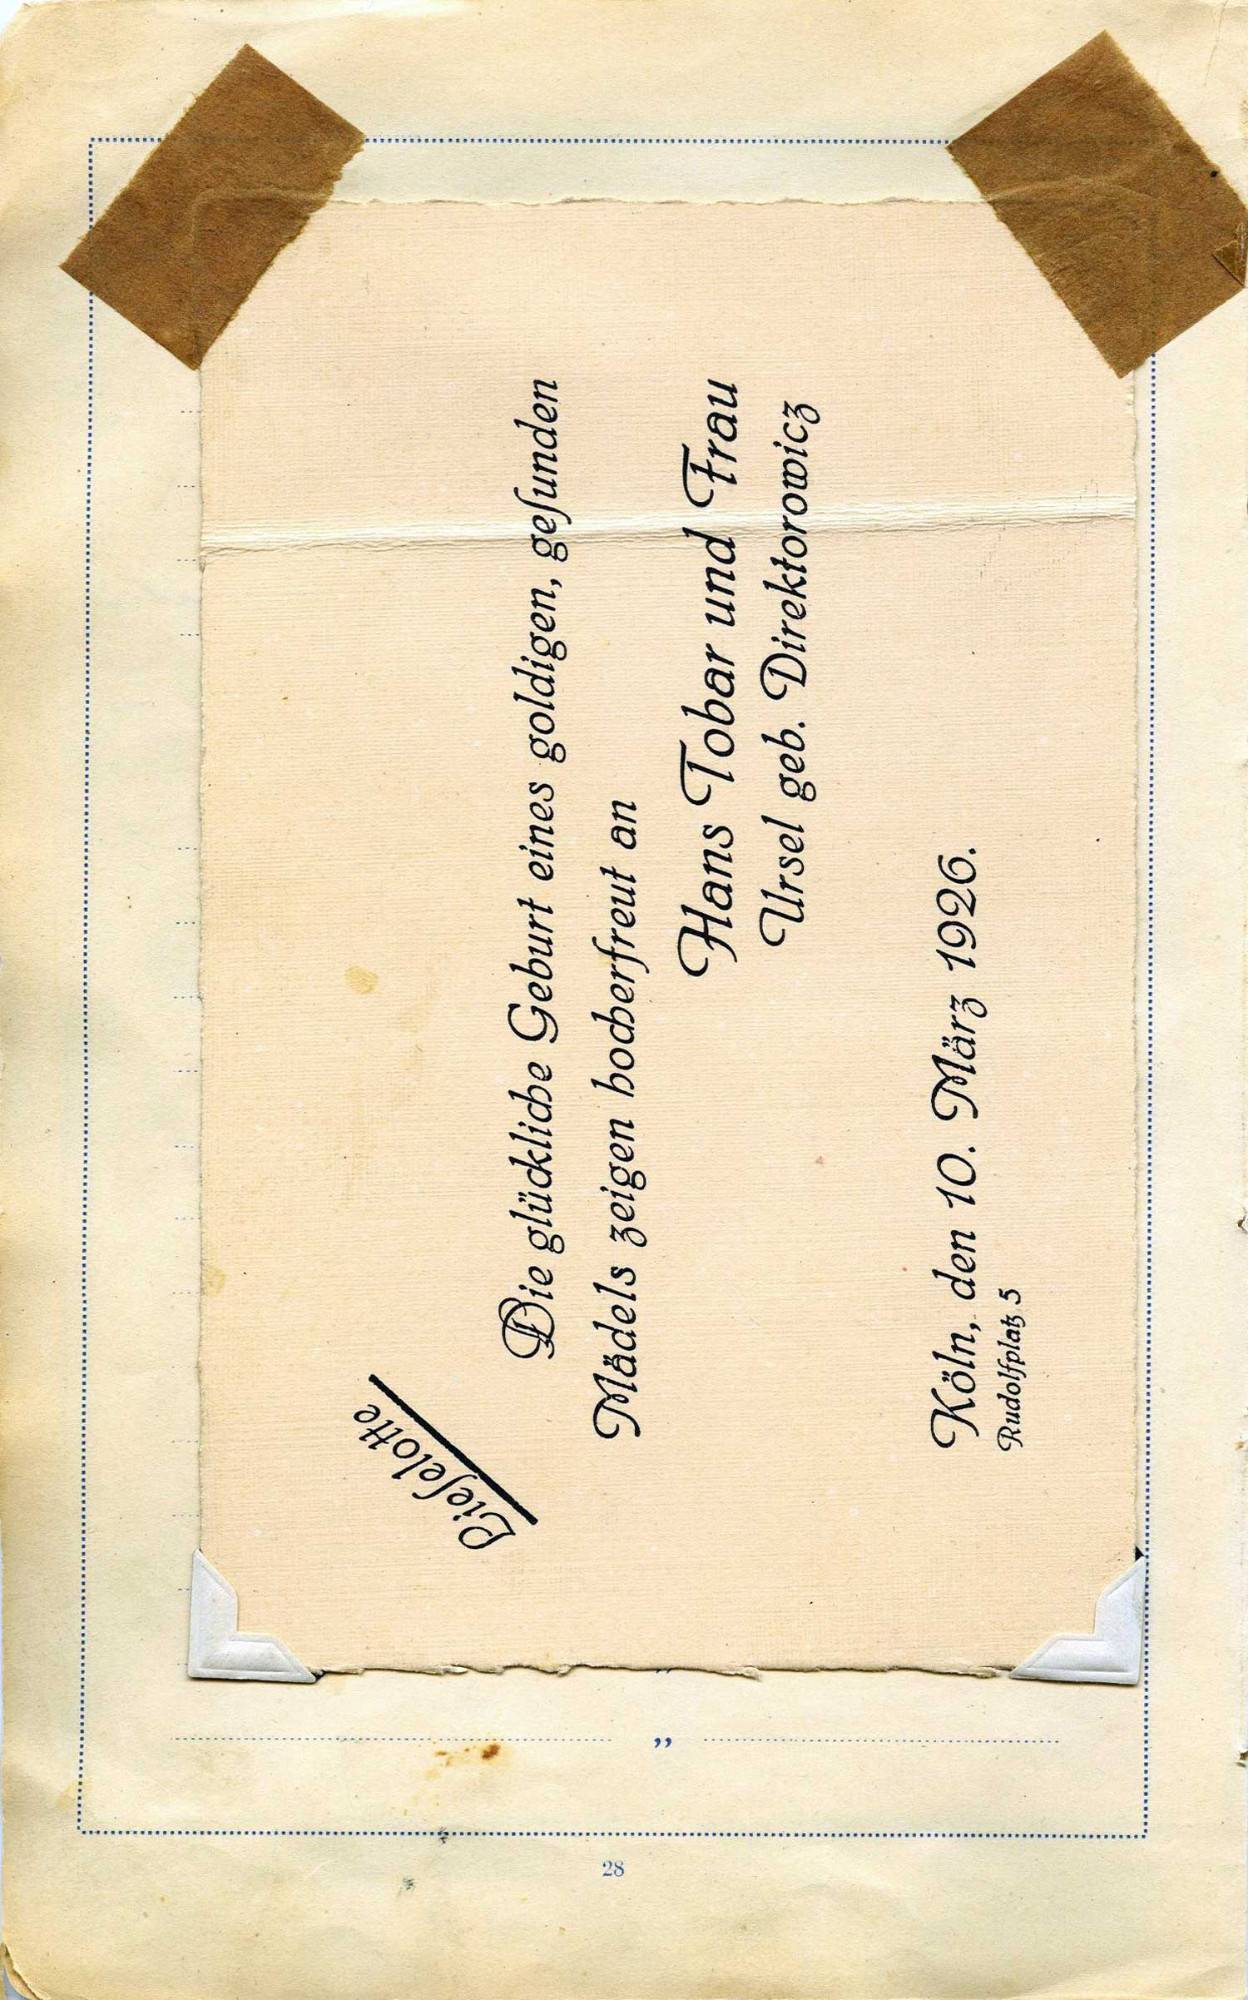 Lieſelotte
Die glückliche Geburt eines goldigen, geſunden
Mädels zeigen hocherfreut an
Hans Tobar und Frau
Ursel geb. Direktorowicz
Köln, den 10. März 1926.
Rudolfplatz 5
„
28